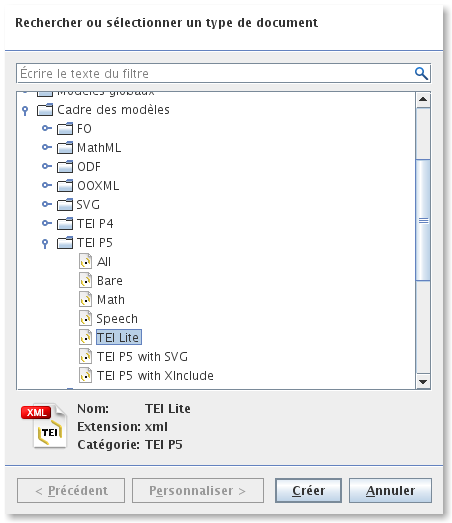 Rechercher ou sélectionner un type de document
Écrire le texte du filtre
Modèles globaux
Cadre des modèles
FO
MathML
ODF
OOXML
SVG
TEI P4
TEI P5
All
Bare
Math
Speech
TEI Lite
TEI P5 with SVG
TEI P5 with XInclude
XML
TEI
Nom: TEI Lite
Extension: xml
Catégorie: TEI P5
< Précédent
Personnaliser >
Créer
Annuler